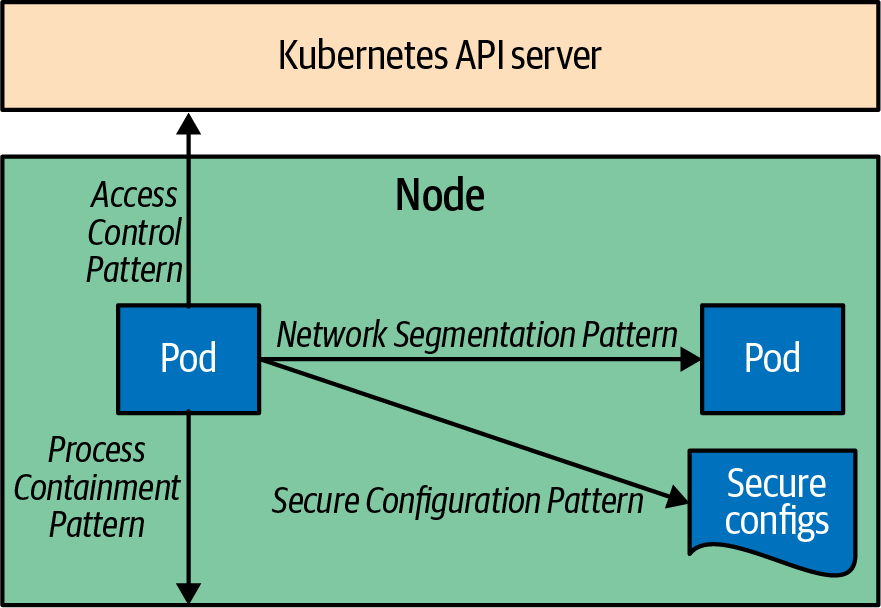 Kubernetes API server
Node
Access
Control
Pattern
Pod
Network Segmentation Pattern
Pod
Process
Containment
Pattern
Secure Configuration Pattern
Secure
configs